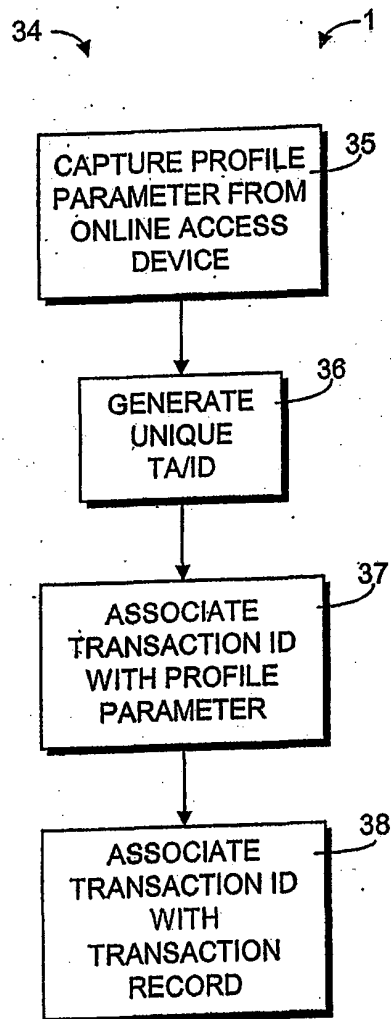 34
1
35
CAPTURE PROFILE
PARAMETER FROM
ONLINE ACCESS
DEVICE
36
GENERATE
UNIQUE
TA/ID
37
ASSOCIATE
TRANSACTION ID
WITH PROFILE
PARAMETER
38
ASSOCIATE
TRANSACTION ID
WITH
TRANSACTION
RECORD